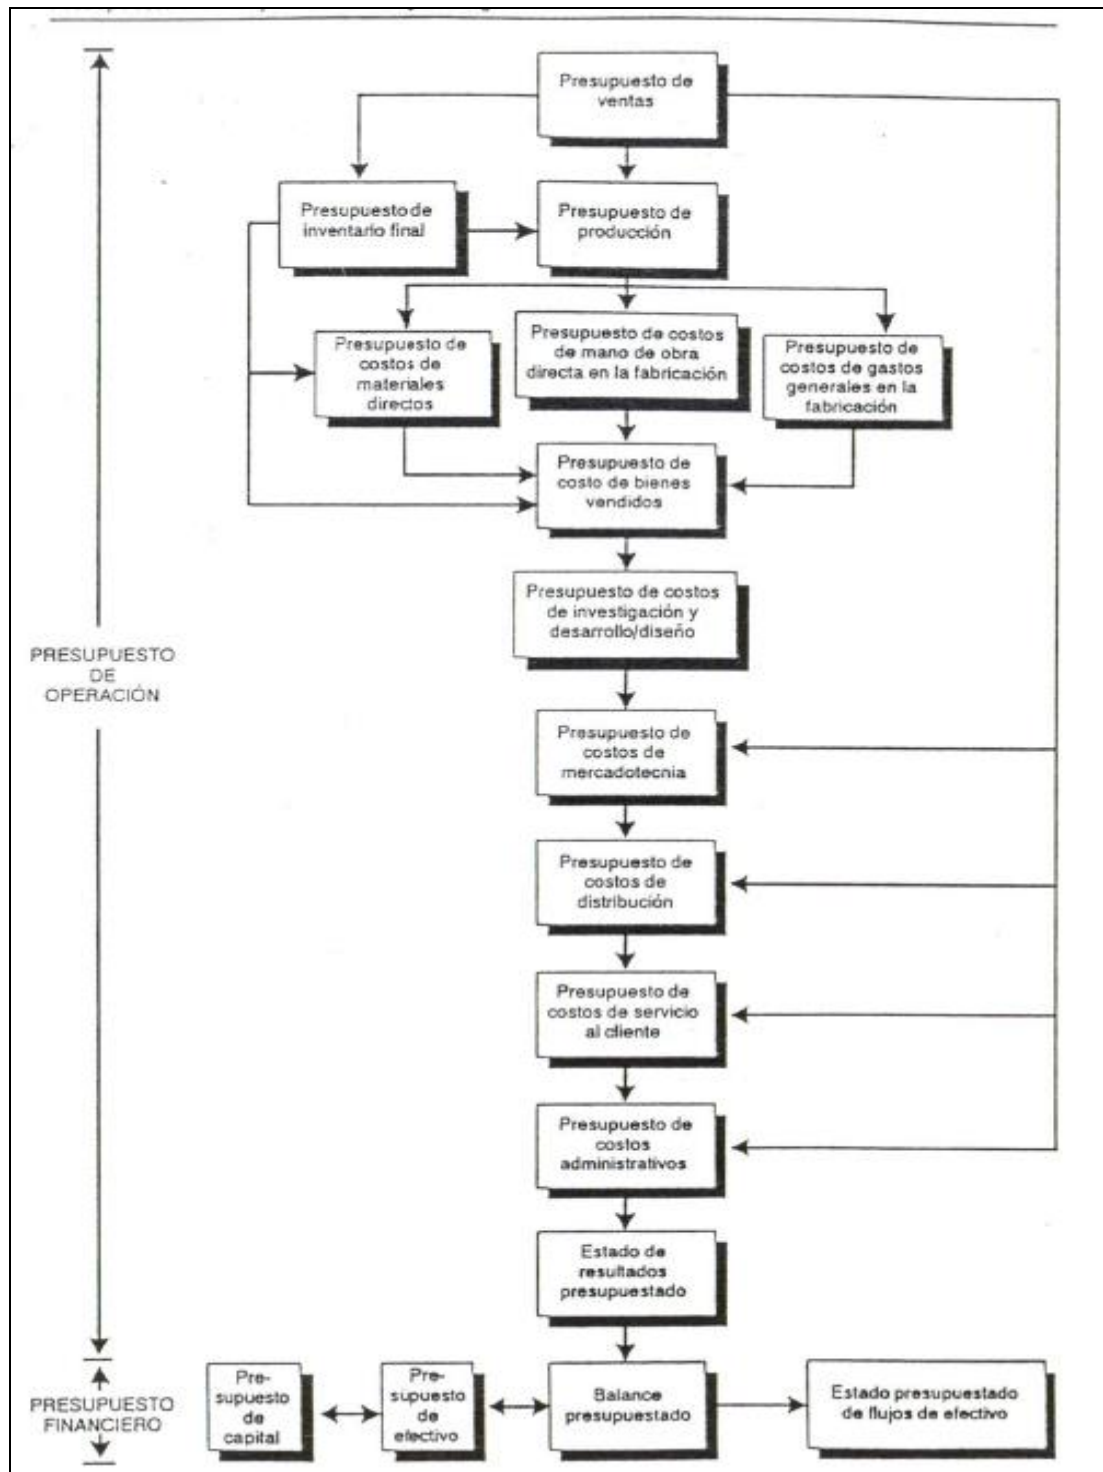 Presupuesto de
ventas
Presupuesto de
inventario final
Presupuesto de
producción
Presupuesto de
costos de
materiales
directos
Presupuesto de costos
de mano de obra
directa en la fabricación
Presupuesto de
costos de gastos
generales en la
fabricación
Presupuesto de
costo de bienes
vendidos
Presupuesto de costos
de investigación y
desarrollo/diseño
PRESUPUESTO
DE
OPERACIÓN
Presupuesto de
costos de
mercadotecnia
Presupuesto de
costos de
distribución
Presupuesto de
costos de servicio
al cliente
Presupuesto de
costos
administrativos
Estado de
resultados
presupuestado
PRESUPUESTO
FINANCIERO
Pre-
supuesto
de
capital
Pre-
supuesto
de
efectivo
Balance
presupuestado
Estado presupuestado
de flujos de efectivo